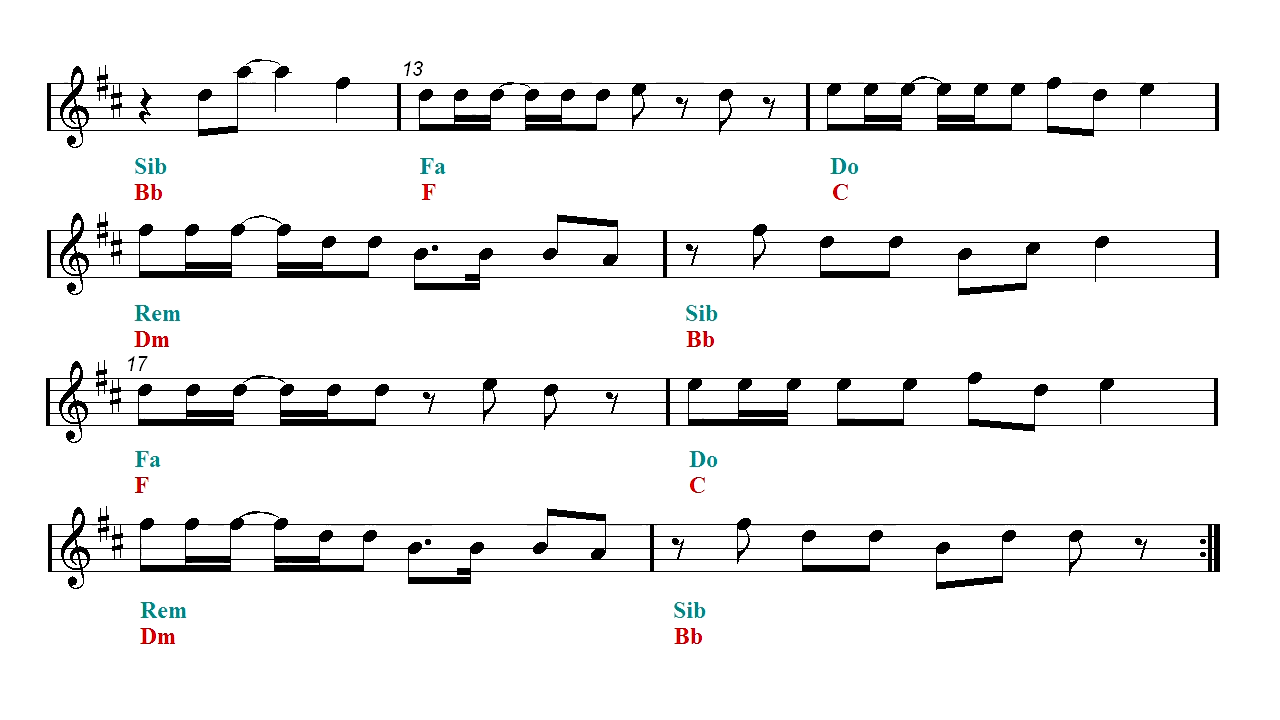 13
Sib Fa Do
Bb F C
Rem Sib
Dm Bb
17
Fa Do
F C
Rem Sib
Dm Bb